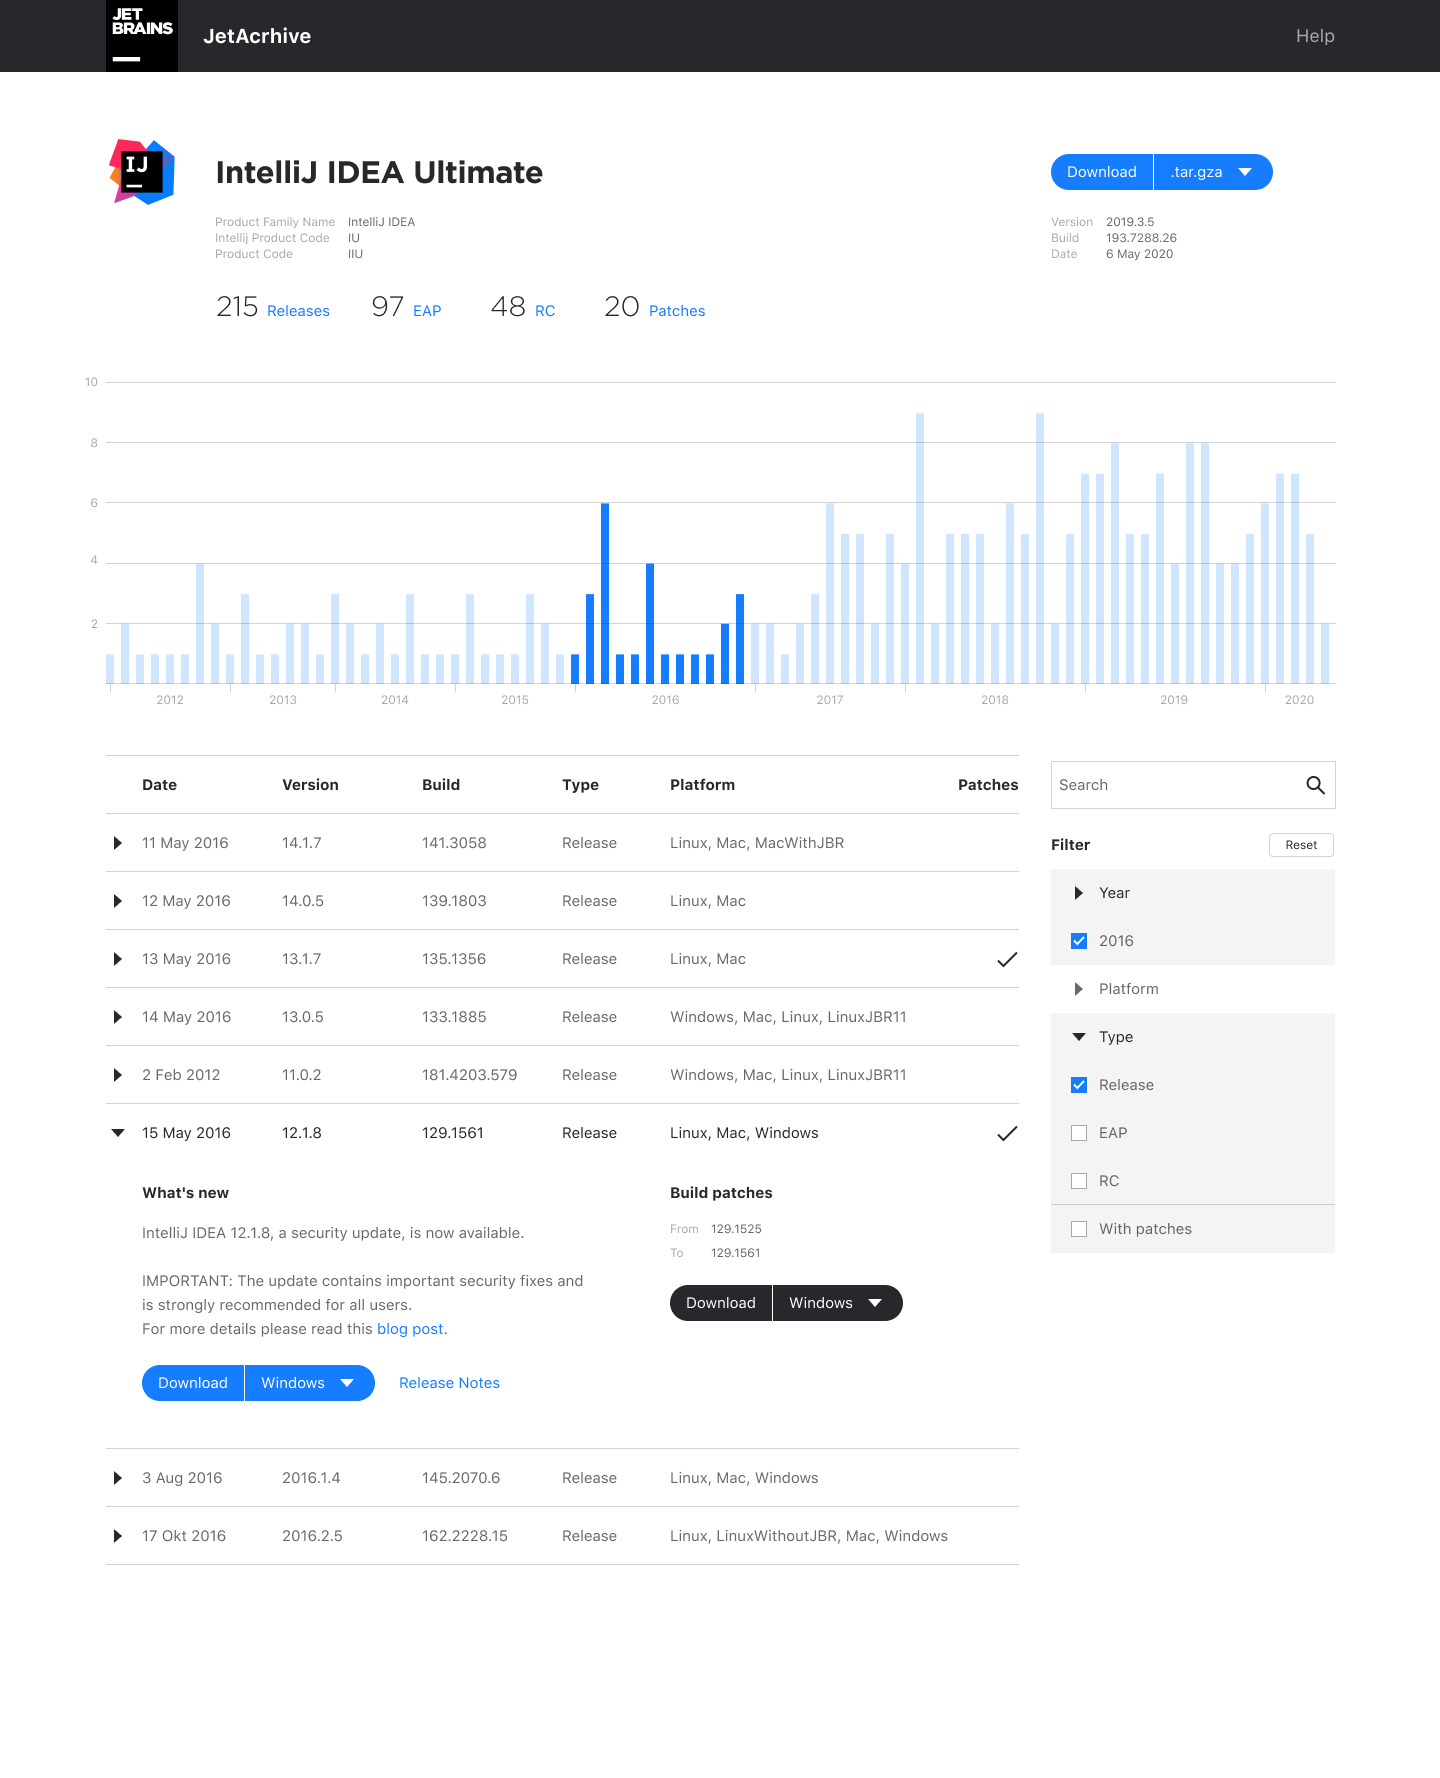 JET
BRAINS
JetAcrhive
Help
IJ
IntelliJ IDEA Ultimate
Download .tar.gza
Product Family Name IntelliJ IDEA
Intellij Product Code IU
Product Code IIU
Version 2019.3.5
Build 193.7288.26
Date 6 May 2020
215 Releases 97 EAP 48 RC 20 Patches
10
8
6
4
2
2012 2013 2014 2015 2016 2017 2018 2019 2020
Date Version Build Type Platform Patches
11 May 2016 14.1.7 141.3058 Release Linux, Mac, MacWithJBR
12 May 2016 14.0.5 139.1803 Release Linux, Mac
13 May 2016 13.1.7 135.1356 Release Linux, Mac
14 May 2016 13.0.5 133.1885 Release Windows, Mac, Linux, LinuxJBR11
2 Feb 2012 11.0.2 181.4203.579 Release Windows, Mac, Linux, LinuxJBR11
15 May 2016 12.1.8 129.1561 Release Linux, Mac, Windows
What's new
IntelliJ IDEA 12.1.8, a security update, is now available.
IMPORTANT: The update contains important security fixes and
is strongly recommended for all users.
For more details please read this blog post.
Download Windows Release Notes
Build patches
From 129.1525
To 129.1561
Download Windows
3 Aug 2016 2016.1.4 145.2070.6 Release Linux, Mac, Windows
17 Okt 2016 2016.2.5 162.2228.15 Release Linux, LinuxWithoutJBR, Mac, Windows
Search
Filter Reset
Year
2016
Platform
Type
Release
EAP
RC
With patches